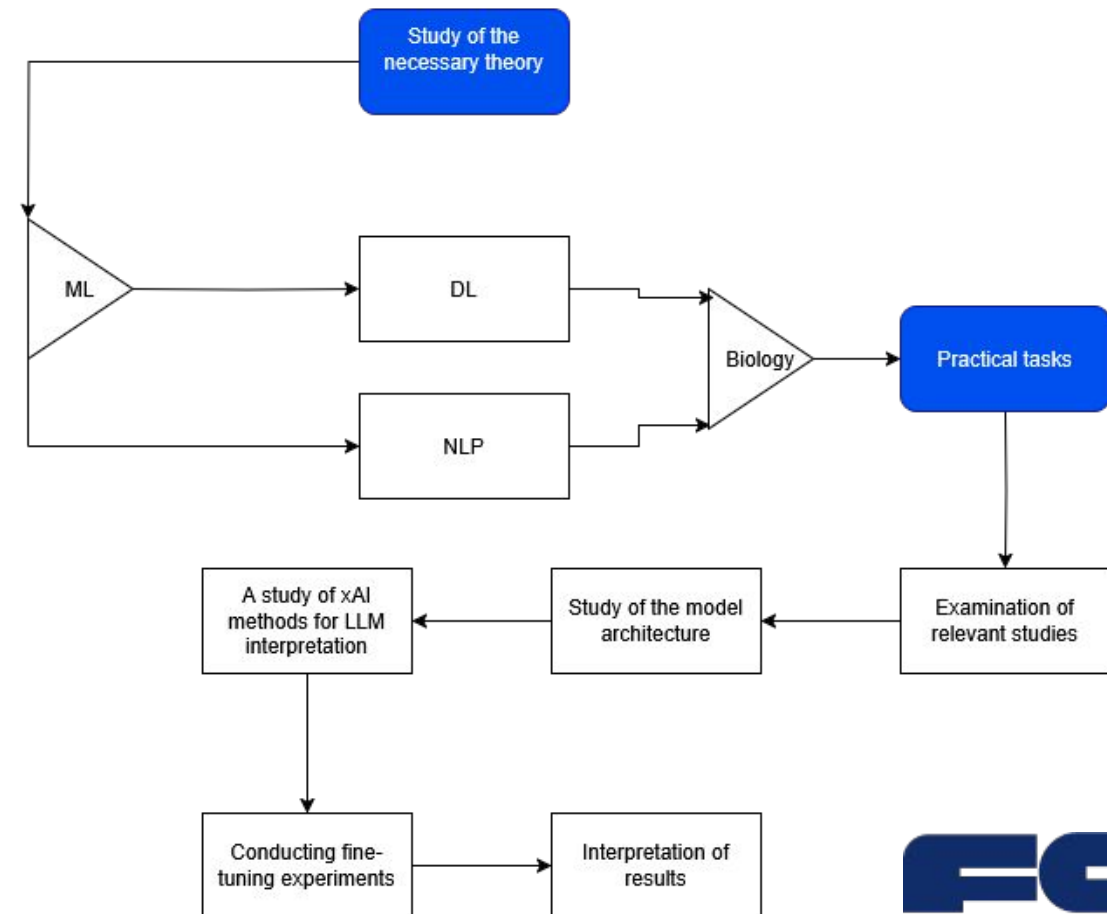 Study of the
necessary theory
ML
DL
Biology
Practical tasks
NLP
A study of xAI
methods for LLM
interpretation
Study of the model
architecture
Examination of
relevant studies
Conducting fine-
tuning experiments
Interpretation of
results